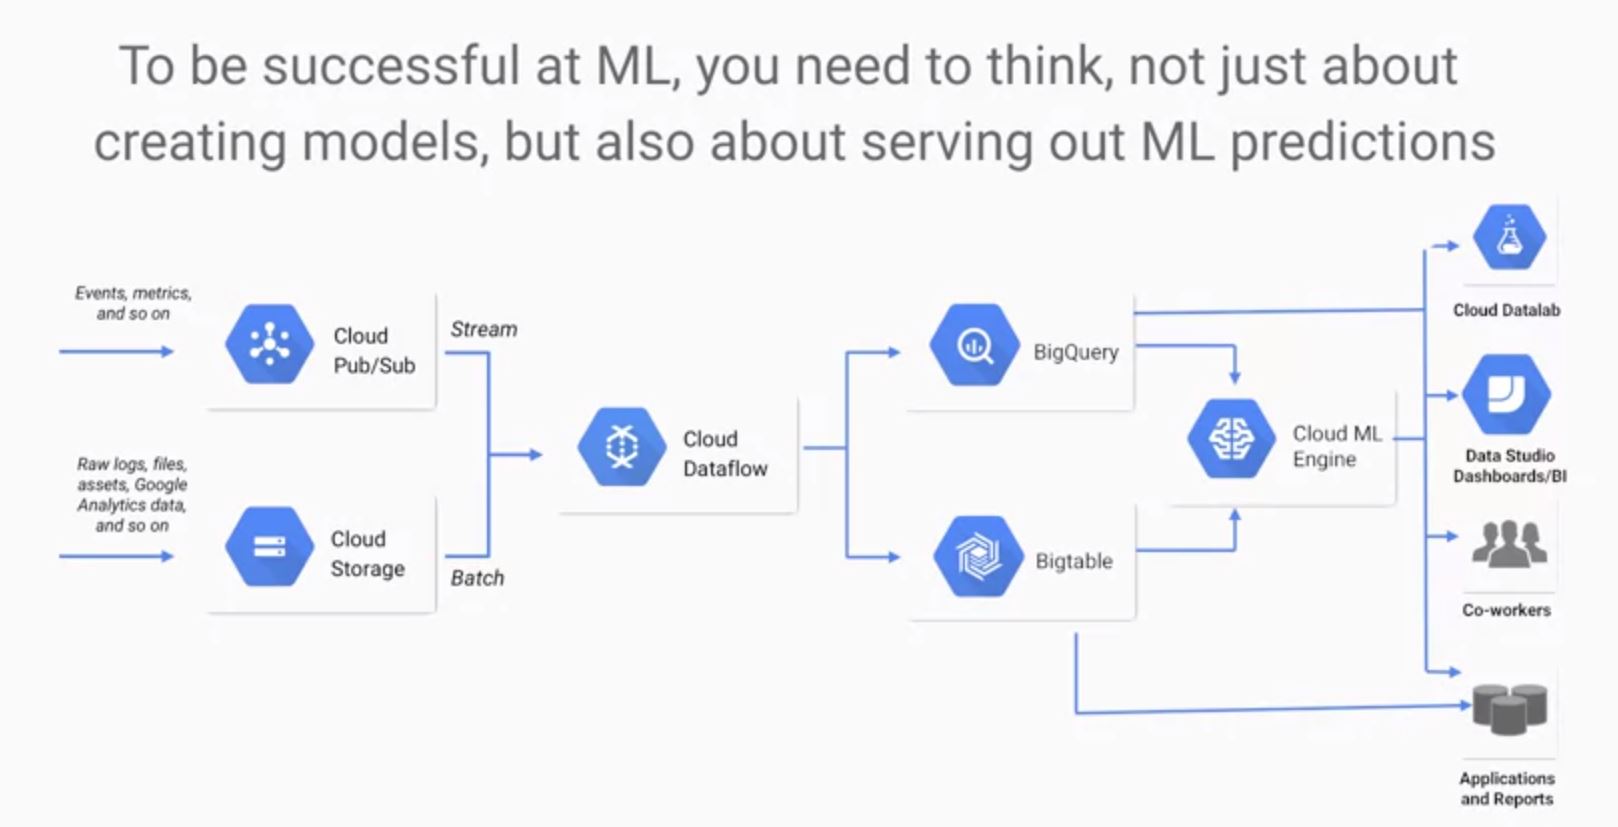 To be successful at ML, you need to think, not just about
creating models, but also about serving out ML predictions
Events, metrics,
and so on
Cloud
Pub/Sub
Stream
Raw logs, files,
assets, Google
Analytics data,
and so on
Cloud
Storage
Batch
Cloud
Dataflow
BigQuery
Bigtable
Cloud ML
Engine
Cloud Datalab
Data Studio
Dashboards/BI
Co-workers
Applications
and Reports